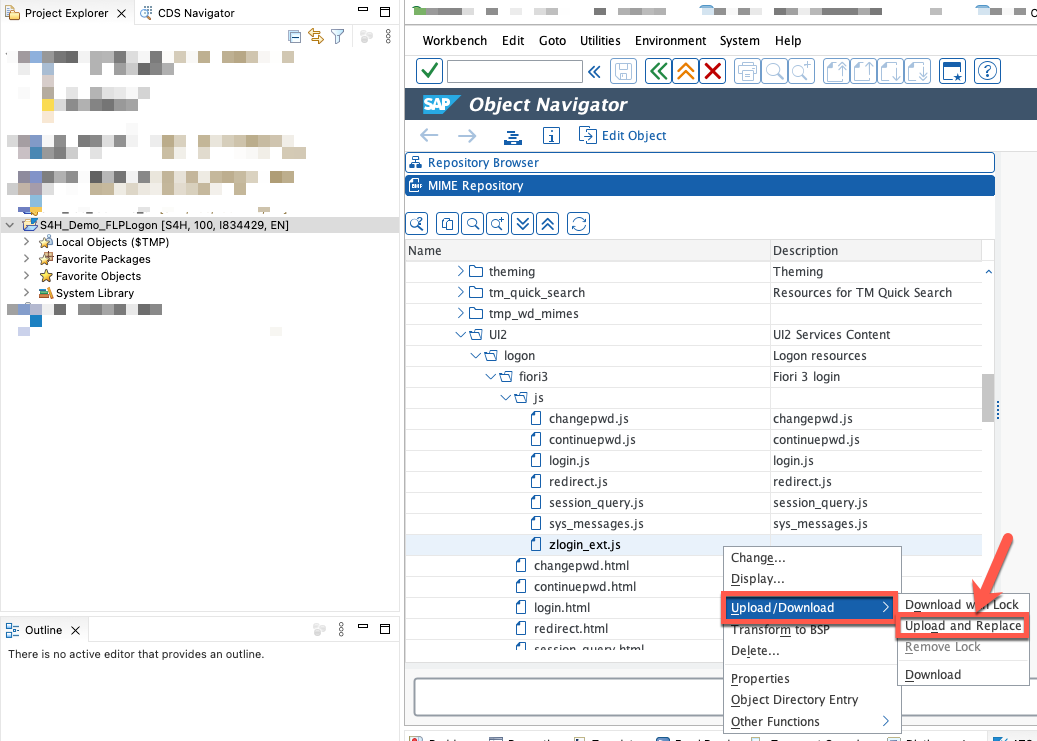 Project Explorer
CDS Navigator
S4H_Demo_FLPLogon [S4H, 100, I834429, EN]
Local Objects ($TMP)
Favorite Packages
Favorite Objects
System Library
Outline
There is no active editor that provides an outline.
Workbench Edit Goto Utilities Environment System Help
SAP Object Navigator
Edit Object
Repository Browser
MIME Repository
Name Description
theming Theming
tm_quick_search Resources for TM Quick Search
tmp_wd_mimes
UI2 UI2 Services Content
logon Logon resources
fiori3 Fiori 3 login
js
changepwd.js changepwd.js
continuepwd.js continuepwd.js
login.js login.js
redirect.js redirect.js
session_query.js session_query.js
sys_messages.js sys_messages.js
zlogin_ext.js
changepwd.html
continuepwd.html
login.html
redirect.html
session_query.html
Change...
Display...
Upload/Download
Transform to BSP
Delete...
Properties
Object Directory Entry
Other Functions
Download with Lock
Upload and Replace
Remove Lock
Download